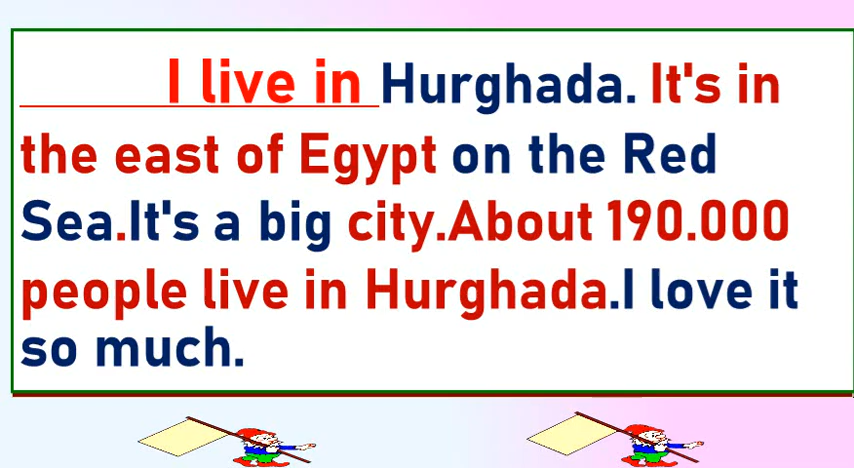 I live in Hurghada. It's in
the east of Egypt on the Red
Sea.It's a big city.About 190.000
people live in Hurghada.I love it
so much.